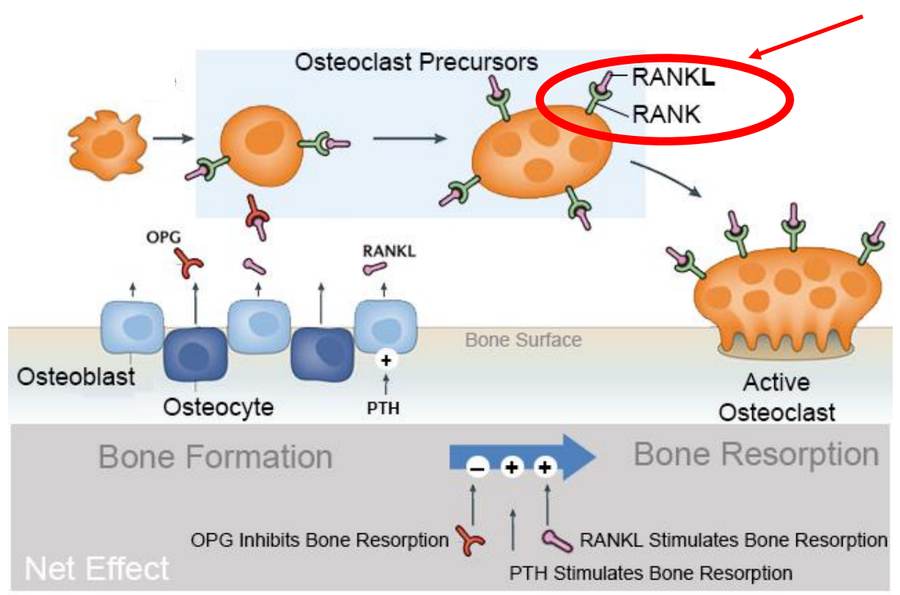 Osteoclast Precursors
RANKL
RANK
OPG
RANKL
Bone Surface
Osteoblast
Osteocyte
+
PTH
Active
Osteoclast
Bone Formation
Bone Resorption
− + +
OPG Inhibits Bone Resorption
RANKL Stimulates Bone Resorption
PTH Stimulates Bone Resorption
Net Effect